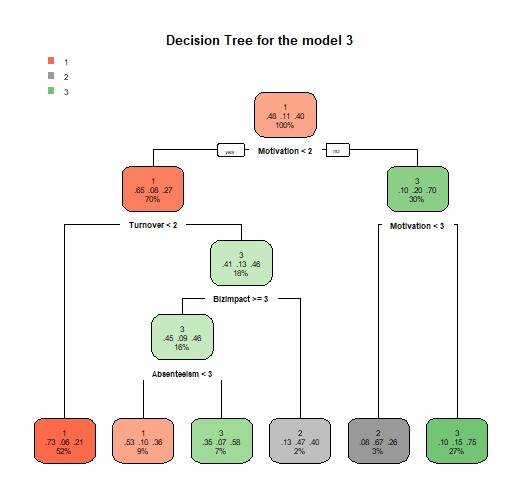 Decision Tree for the model 3
1
2
3
1
.48 .11 .40
100%
yes
Motivation < 2
no
1
.65 .08 .27
70%
3
.10 .20 .70
30%
Turnover < 2
Motivation < 3
3
.41 .13 .46
18%
BizImpact >= 3
3
.45 .09 .46
16%
Absenteeism < 3
1
.73 .06 .21
52%
1
.53 .10 .36
9%
3
.35 .07 .58
7%
2
.13 .47 .40
2%
2
.08 .67 .26
3%
3
.10 .15 .75
27%